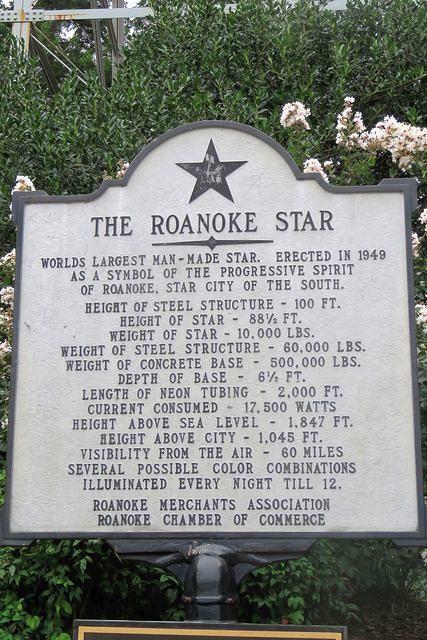 THE ROANOKE STAR
WORLDS LARGEST MAN-MADE STAR. ERECTED IN 1949
AS A SYMBOL OF THE PROGRESSIVE SPIRIT
OF ROANOKE, STAR CITY OF THE SOUTH.
HEIGHT OF STEEL STRUCTURE - 100 FT.
HEIGHT OF STAR - 88½ FT.
WEIGHT OF STAR - 10,000 LBS.
WEIGHT OF STEEL STRUCTURE - 60,000 LBS.
WEIGHT OF CONCRETE BASE - 500,000 LBS.
DEPTH OF BASE - 6½ FT.
LENGTH OF NEON TUBING - 2,000 FT.
CURRENT CONSUMED - 17,500 WATTS
HEIGHT ABOVE SEA LEVEL - 1,847 FT.
HEIGHT ABOVE CITY - 1,045 FT.
VISIBILITY FROM THE AIR - 60 MILES
SEVERAL POSSIBLE COLOR COMBINATIONS
ILLUMINATED EVERY NIGHT TILL 12.
ROANOKE MERCHANTS ASSOCIATION
ROANOKE CHAMBER OF COMMERCE